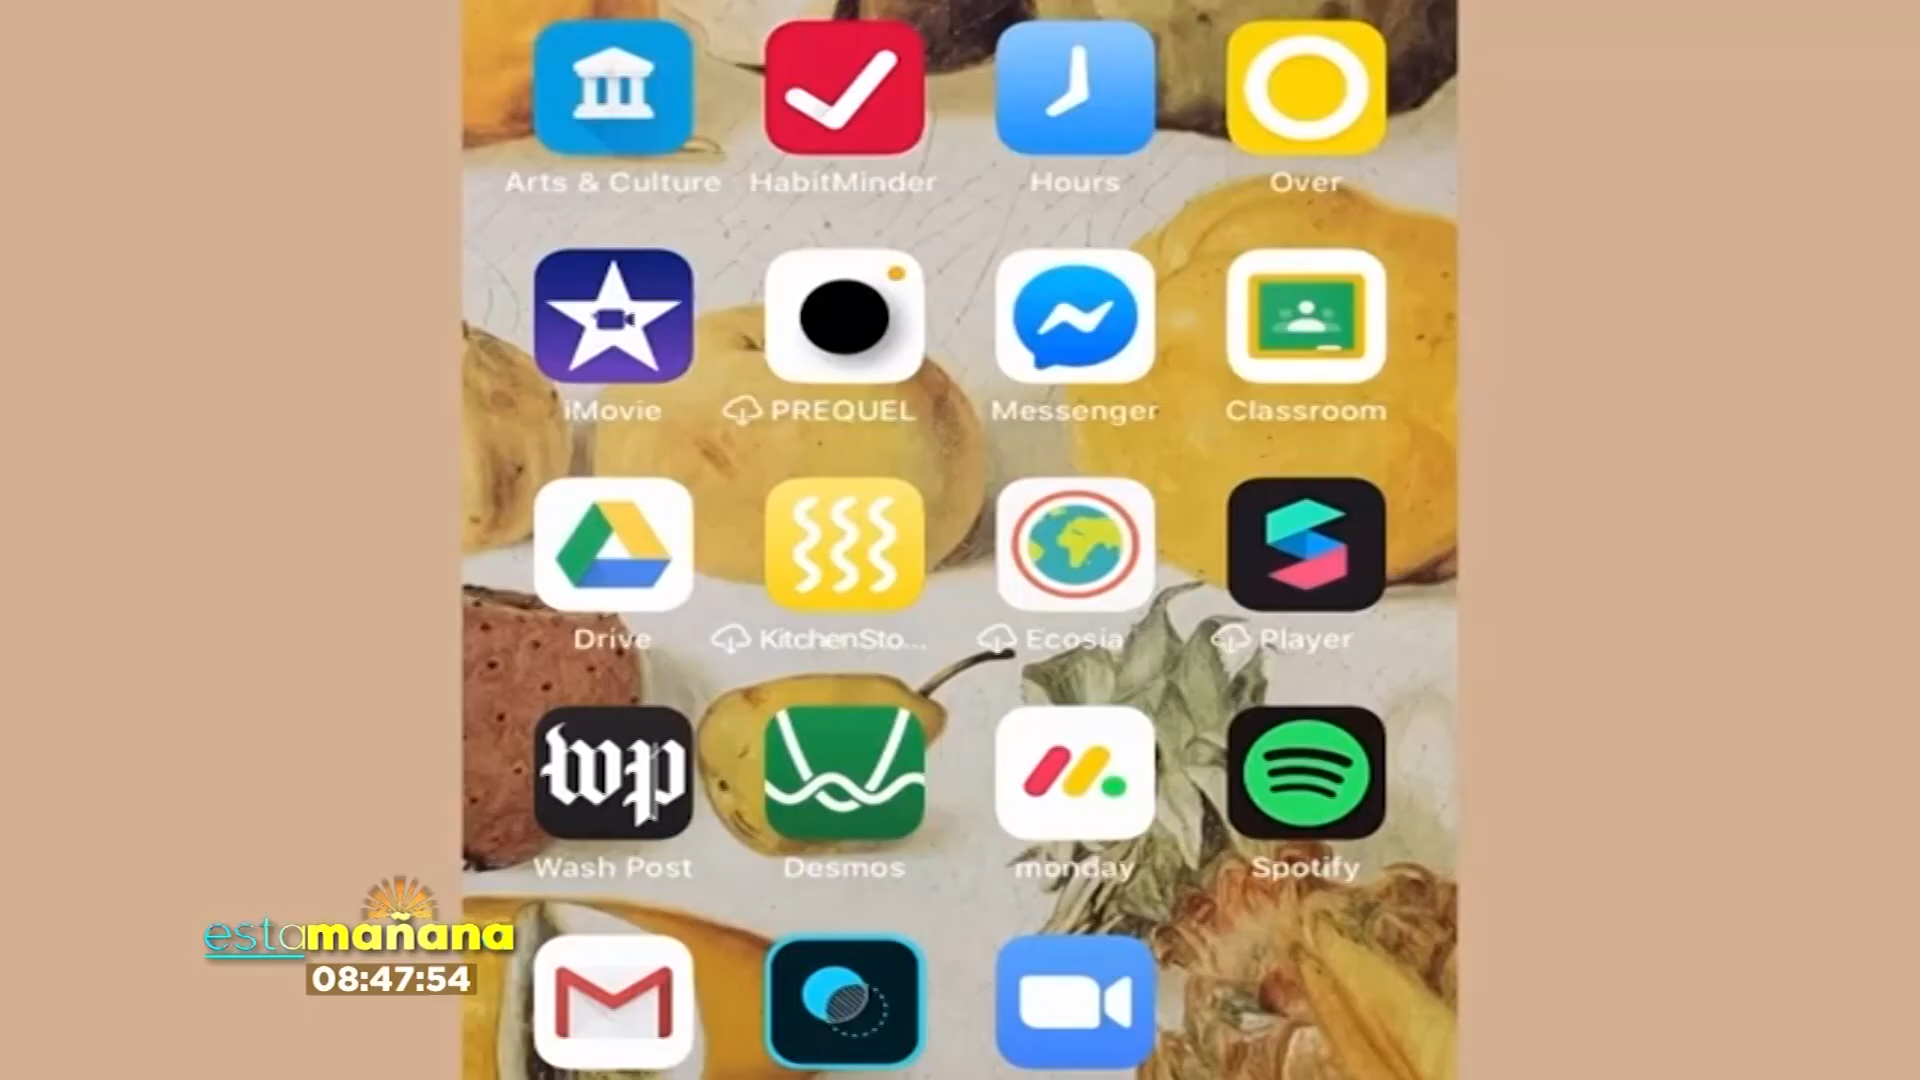 Arts & Culture HabitMinder Hours Over
iMovie PREQUEL Messenger Classroom
Drive KitchenSto... Ecosia Player
wp
Wash Post Desmos monday Spotify
estamañana
08:47:54